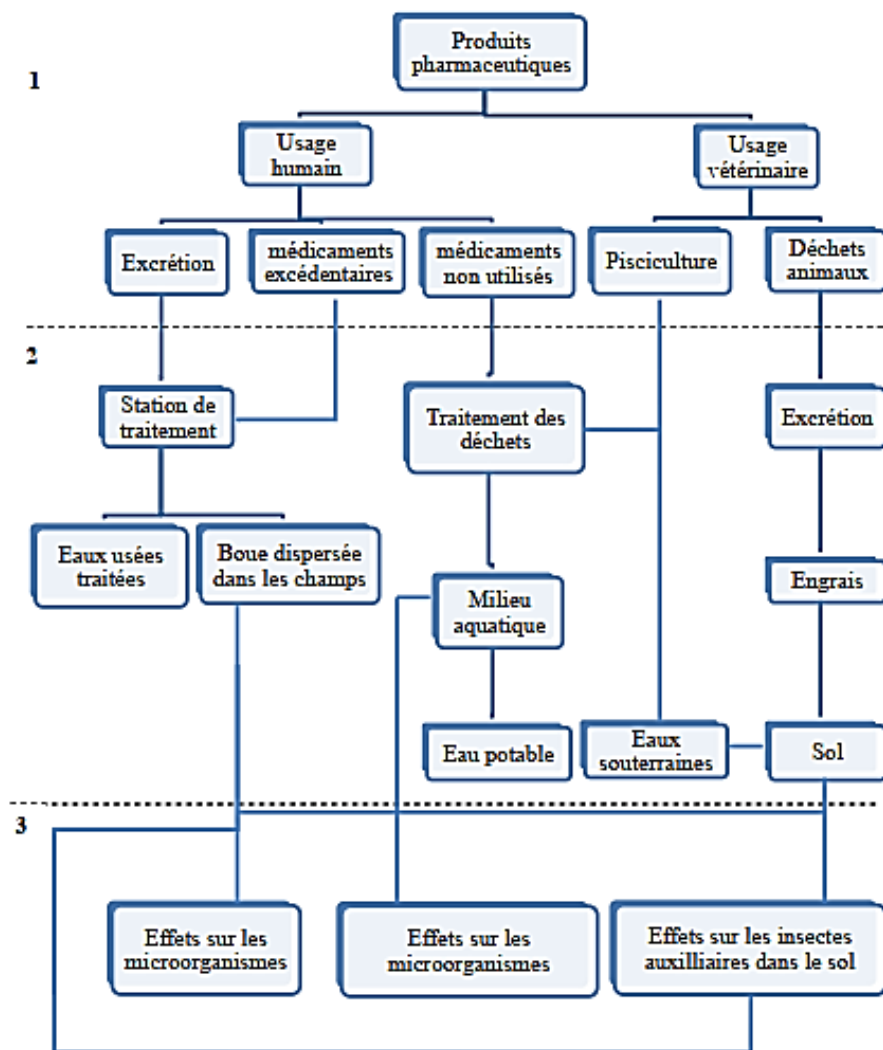 Produits
pharmaceutiques
1
Usage
humain
Usage
vétérinaire
Excrétion
médicaments
excédentaires
médicaments
non utilisés
Pisciculture
Déchets
animaux
2
Station de
traitement
Traitement des
déchets
Excrétion
Eaux usées
traitées
Boue dispersée
dans les champs
Milieu
aquatique
Engrais
Eau potable
Eaux
souterraines
Sol
3
Effets sur les
microorganismes
Effets sur les
microorganismes
Effets sur les insectes
auxilliaires dans le sol